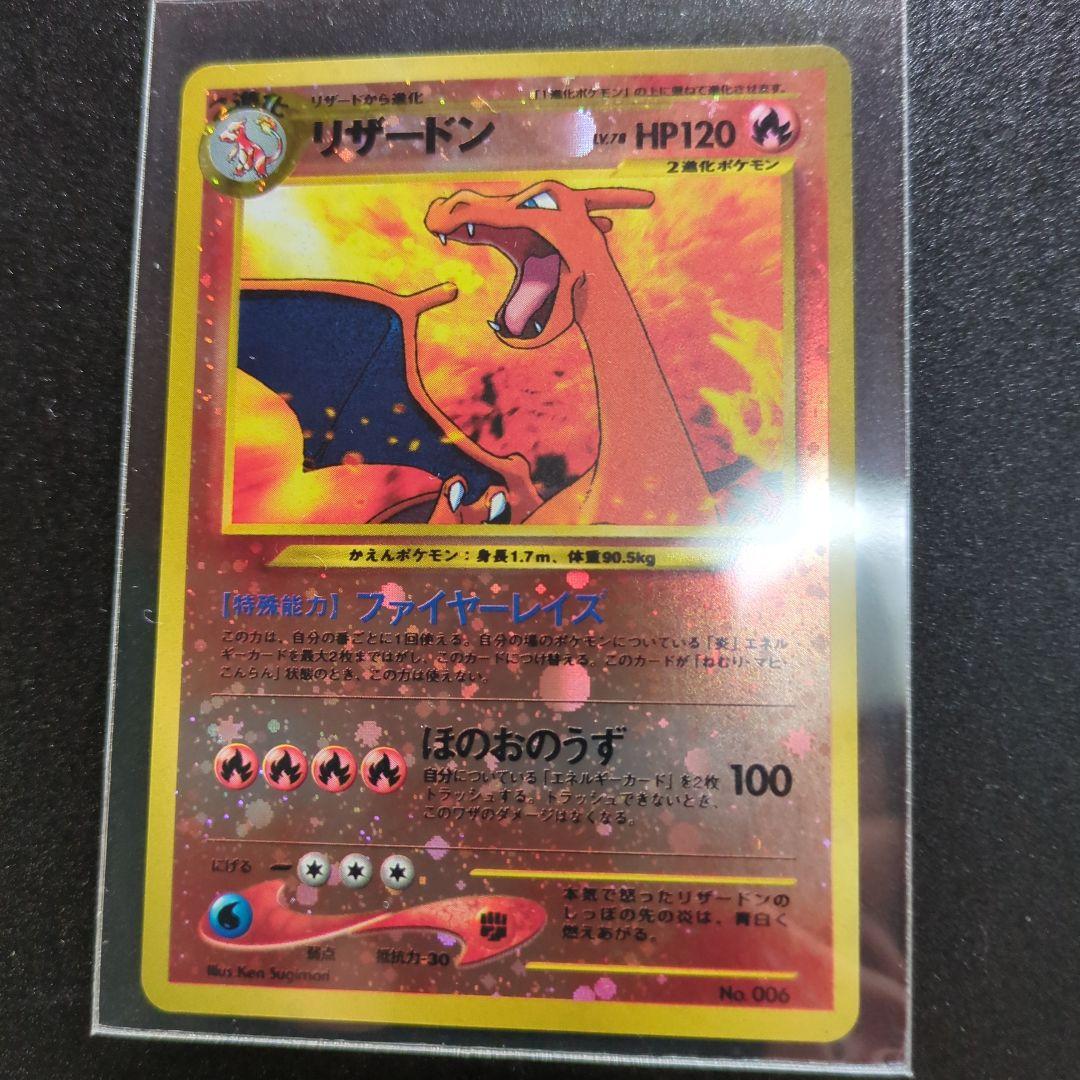 リザードから進化
「1進化ポケモン」の上に重ねて進化させます。
リザードン
LV.78 HP120
2進化ポケモン
かえんポケモン：身長1.7m、体重90.5kg
【特殊能力】ファイヤーレイズ
この力は、自分の番ごとに1回使える。自分の場のポケモンについている「炎」エネル
ギーカードを最大2枚まではがし、このカードにつけ替える。このカードが「ねむり・マヒ・
こんらん」状態のとき、この力は使えない。
ほのおのうず
自分についている「エネルギーカード」を2枚
トラッシュする。トラッシュできないとき、
このワザのダメージはなくなる。
100
にげる
本気で怒ったリザードンの
しっぽの先の炎は、青白く
燃えあがる。
弱点
抵抗力-30
Illus. Ken Sugimori
No. 006